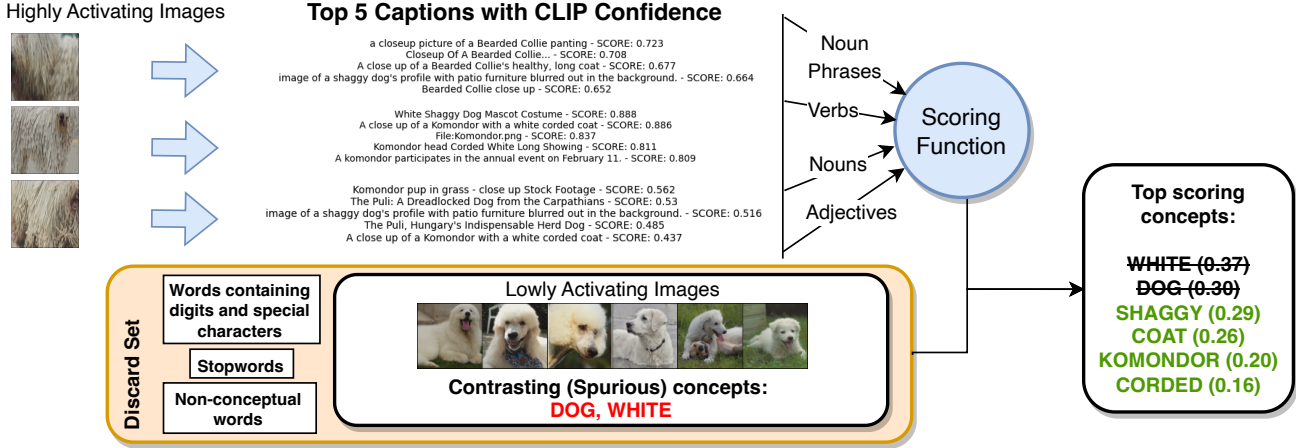 Highly Activating Images
Top 5 Captions with CLIP Confidence
a closeup picture of a Bearded Collie panting - SCORE: 0.723
Closeup Of A Bearded Collie... - SCORE: 0.708
A close up of a Bearded Collie's healthy, long coat - SCORE: 0.677
image of a shaggy dog's profile with patio furniture blurred out in the background. - SCORE: 0.664
Bearded Collie close up - SCORE: 0.652
White Shaggy Dog Mascot Costume - SCORE: 0.888
A close up of a Komondor with a white corded coat - SCORE: 0.886
File:Komondor.png - SCORE: 0.837
Komondor head Corded White Long Showing - SCORE: 0.811
A komondor participates in the annual event on February 11. - SCORE: 0.809
Komondor pup in grass - close up Stock Footage - SCORE: 0.562
The Puli: A Dreadlocked Dog from the Carpathians - SCORE: 0.53
image of a shaggy dog's profile with patio furniture blurred out in the background. - SCORE: 0.516
The Puli, Hungary's Indispensable Herd Dog - SCORE: 0.485
A close up of a Komondor with a white corded coat - SCORE: 0.437
Noun
Phrases
Verbs
Nouns
Adjectives
Scoring
Function
Discard Set
Words containing
digits and special
characters
Stopwords
Non-conceptual
words
Lowly Activating Images
Contrasting (Spurious) concepts:
DOG, WHITE
Top scoring
concepts:
WHITE (0.37)
DOG (0.30)
SHAGGY (0.29)
COAT (0.26)
KOMONDOR (0.20)
CORDED (0.16)